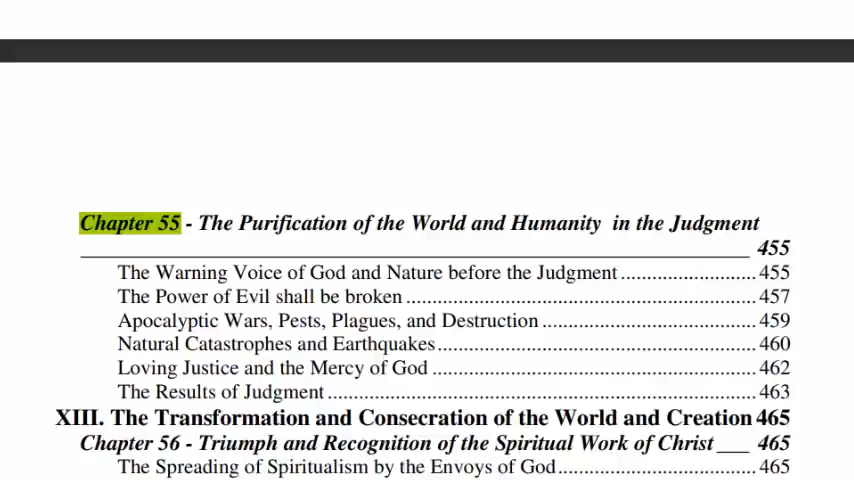 Chapter 55 - The Purification of the World and Humanity in the Judgment
___ 455
The Warning Voice of God and Nature before the Judgment .......................... 455
The Power of Evil shall be broken ................................................................... 457
Apocalyptic Wars, Pests, Plagues, and Destruction ......................................... 459
Natural Catastrophes and Earthquakes ............................................................. 460
Loving Justice and the Mercy of God .............................................................. 462
The Results of Judgment .................................................................................. 463
XIII. The Transformation and Consecration of the World and Creation 465
Chapter 56 - Triumph and Recognition of the Spiritual Work of Christ ___ 465
The Spreading of Spiritualism by the Envoys of God ...................................... 465